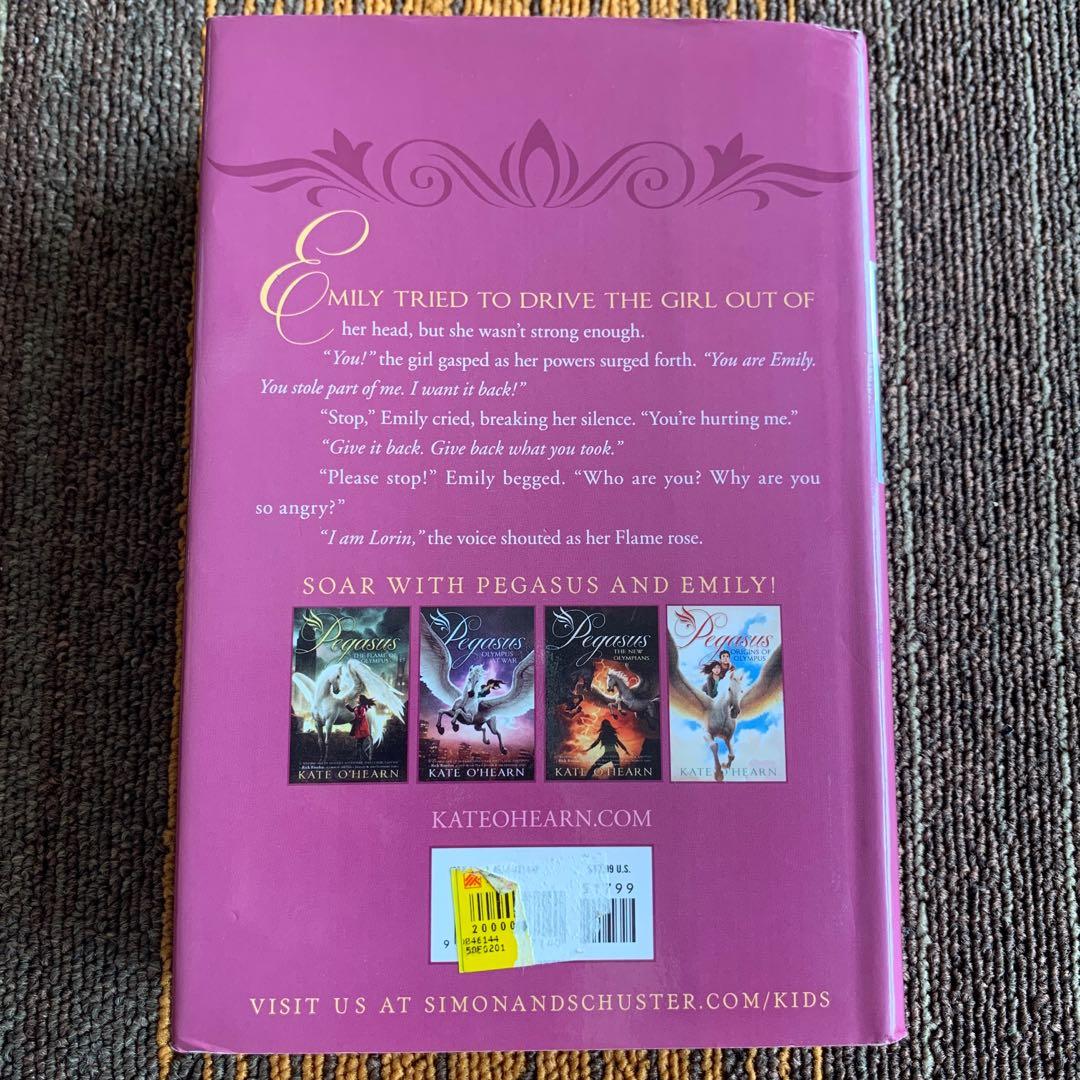 EMILY TRIED TO DRIVE THE GIRL OUT OF
her head, but she wasn't strong enough.
“You!” the girl gasped as her powers surged forth. “You are Emily.
You stole part of me. I want it back!”
“Stop,” Emily cried, breaking her silence. “You're hurting me.”
“Give it back. Give back what you took.”
“Please stop!” Emily begged. “Who are you? Why are you
so angry?”
“I am Lorin,” the voice shouted as her Flame rose.
SOAR WITH PEGASUS AND EMILY!
Pegasus
THE FLAME OF
OLYMPUS
KATE O'HEARN
Pegasus
OLYMPUS
AT WAR
KATE O'HEARN
Pegasus
THE NEW
OLYMPIANS
KATE O'HEARN
Pegasus
ORIGINS OF
OLYMPUS
KATE O'HEARN
KATEOHEARN.COM
U.S.
20000
9
50E0201
VISIT US AT SIMONANDSCHUSTER.COM/KIDS